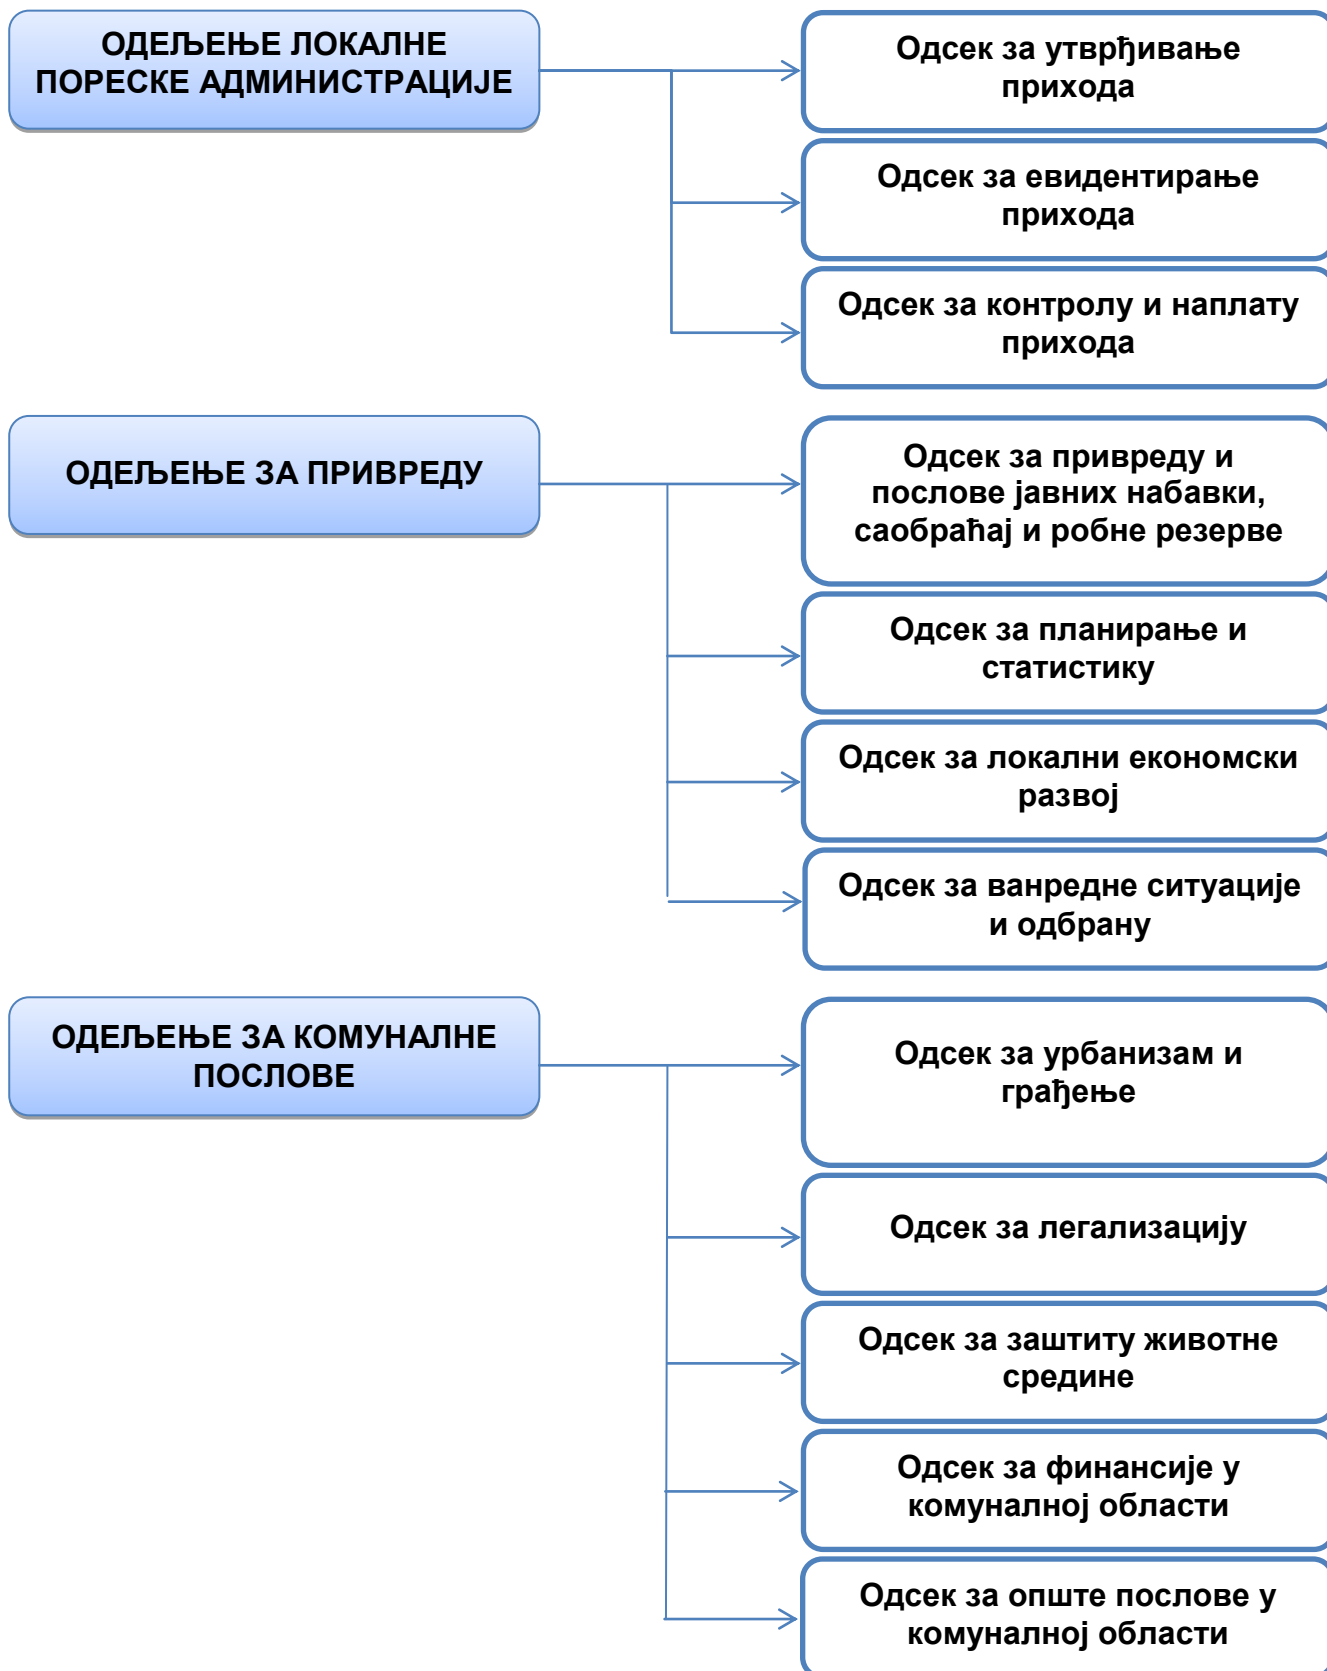 ОДЕЉЕЊЕ ЛОКАЛНЕ
ПОРЕСКЕ АДМИНИСТРАЦИЈЕ
Одсек за утврђивање
прихода
Одсек за евидентирање
прихода
Одсек за контролу и наплату
прихода
ОДЕЉЕЊЕ ЗА ПРИВРЕДУ
Одсек за привреду и
послове јавних набавки,
саобраћај и робне резерве
Одсек за планирање и
статистику
Одсек за локални економски
развој
Одсек за ванредне ситуације
и одбрану
ОДЕЉЕЊЕ ЗА КОМУНАЛНЕ
ПОСЛОВЕ
Одсек за урбанизам и
грађење
Одсек за легализацију
Одсек за заштиту животне
средине
Одсек за финансије у
комуналној области
Одсек за опште послове у
комуналној области